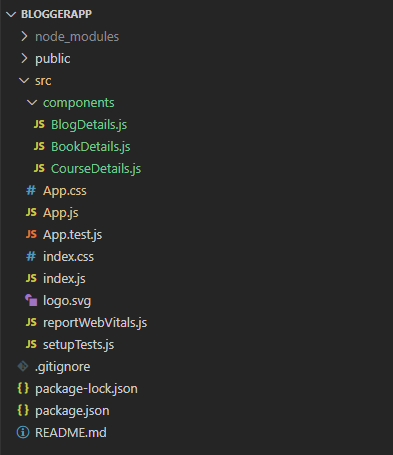 BLOGGERAPP
node_modules
public
src
components
JS BlogDetails.js
JS BookDetails.js
JS CourseDetails.js
# App.css
JS App.js
JS App.test.js
# index.css
JS index.js
logo.svg
JS reportWebVitals.js
JS setupTests.js
.gitignore
{} package-lock.json
{} package.json
README.md